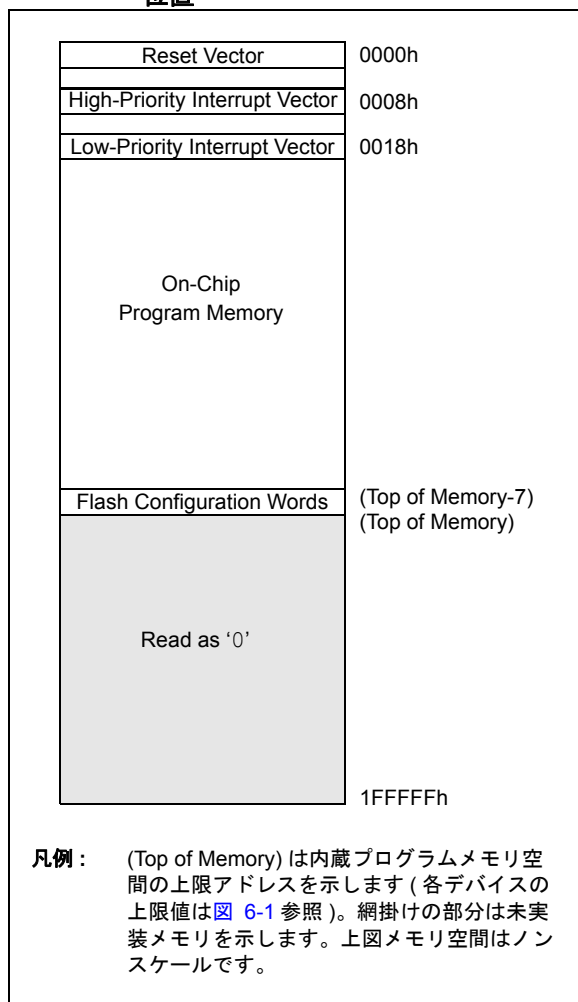 Reset Vector 0000h
High-Priority Interrupt Vector 0008h
Low-Priority Interrupt Vector 0018h
On-Chip
Program Memory
Flash Configuration Words (Top of Memory-7)
(Top of Memory)
Read as ‘0’
1FFFFFh
凡例 : (Top of Memory) は内蔵プログラムメモリ空
間の上限アドレスを示します ( 各デバイスの
上限値は図 6-1 参照 )。網掛けの部分は未実
装メモリを示します。上図メモリ空間はノン
スケールです。